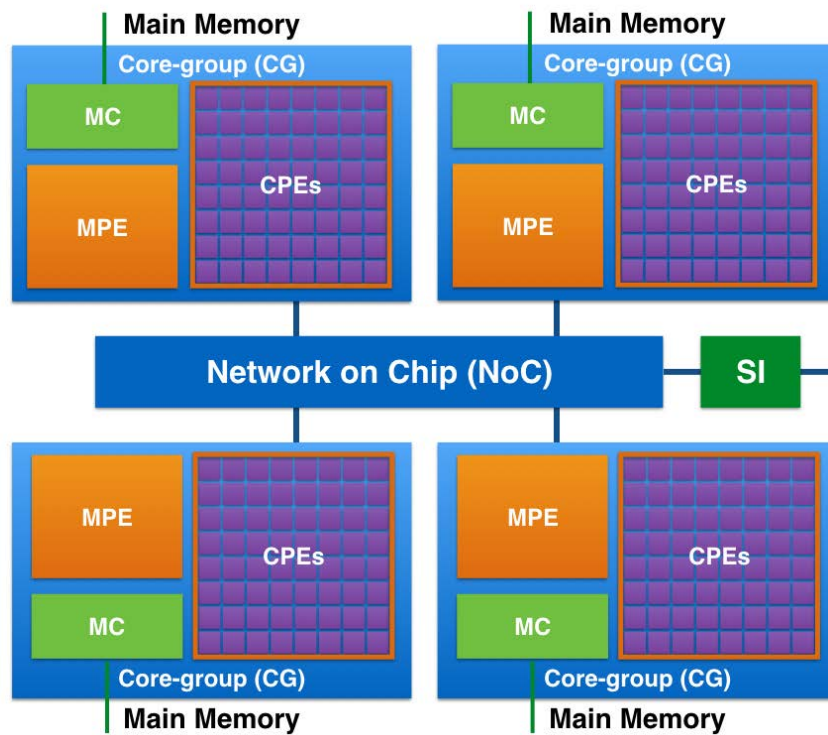 Main Memory
Core-group (CG)
MC
CPEs
MPE
Main Memory
Core-group (CG)
MC
CPEs
MPE
Network on Chip (NoC)
SI
MPE
CPEs
MC
Core-group (CG)
Main Memory
MPE
CPEs
MC
Core-group (CG)
Main Memory